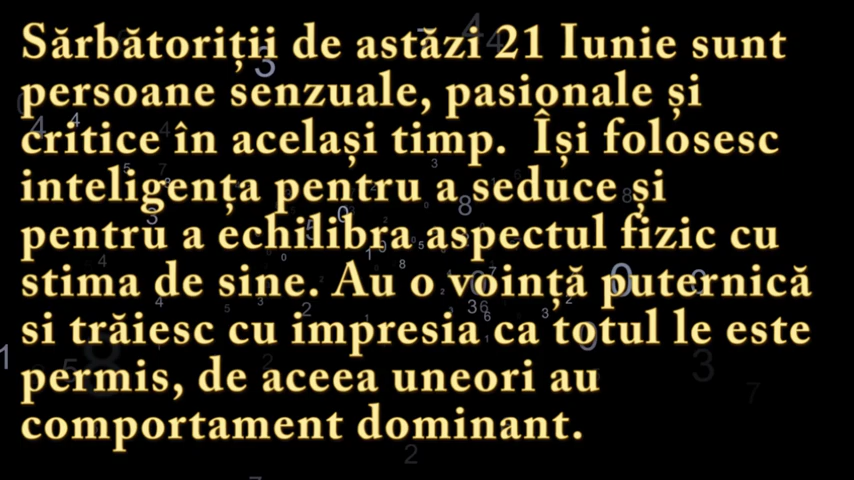 Sărbătoriții de astăzi 21 Iunie sunt
persoane senzuale, pasionale și
critice în același timp. Își folosesc
inteligența pentru a seduce și
pentru a echilibra aspectul fizic cu
stima de sine. Au o voință puternică
si trăiesc cu impresia ca totul le este
permis, de aceea uneori au
comportament dominant.